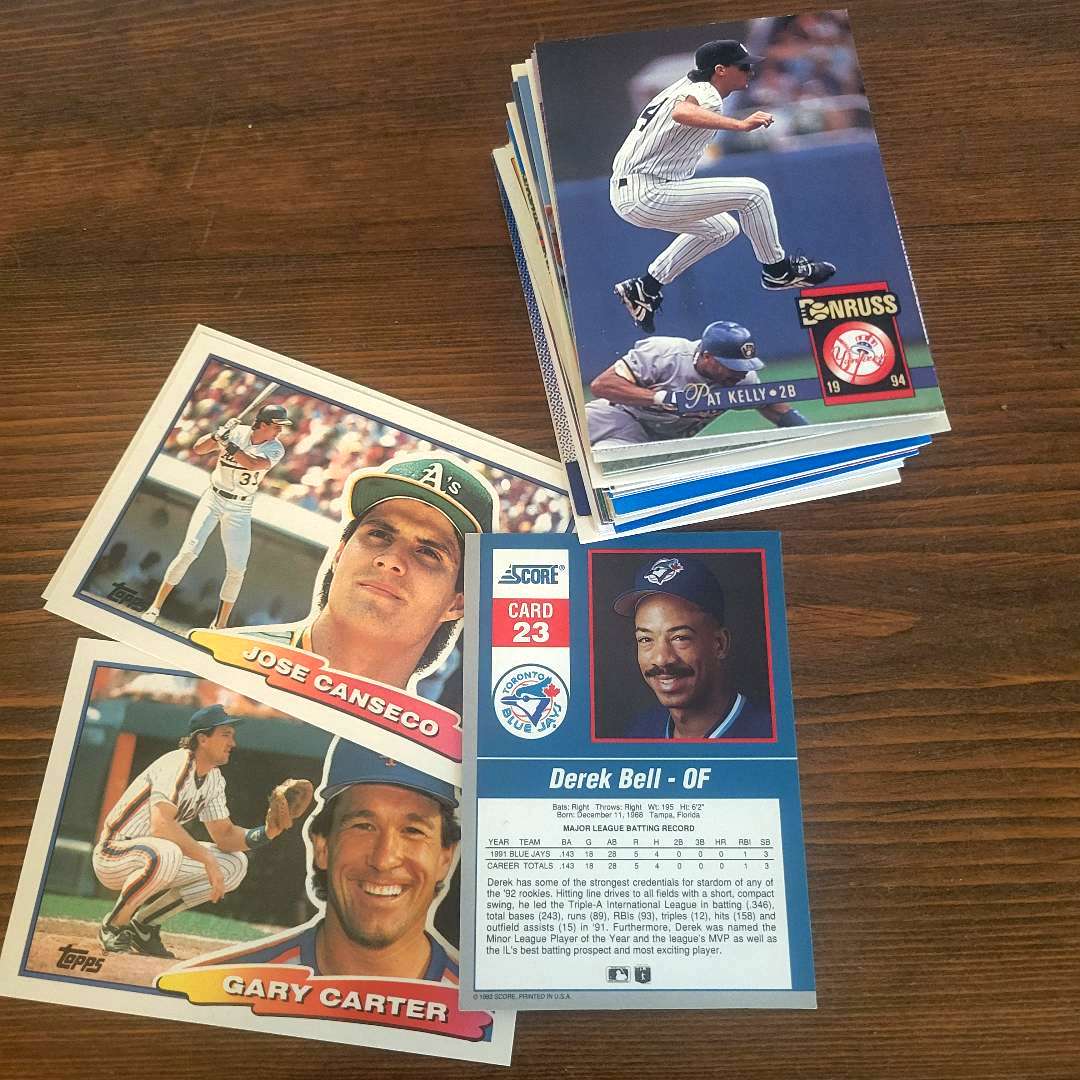 4
DONRUSS
Yankees
19 94
PAT KELLY • 2B
A's
33
Topps
JOSE CANSECO
Topps
GARY CARTER
SCORE®
CARD
23
TORONTO
BLUE JAYS
Derek Bell - OF
Bats: Right Throws: Right Wt: 195 Ht: 6'2"
Born: December 11, 1968 Tampa, Florida
MAJOR LEAGUE BATTING RECORD
YEAR TEAM BA G AB R H 2B 3B HR RBI SB
1991 BLUE JAYS .143 18 28 5 4 0 0 0 1 3
CAREER TOTALS .143 18 28 5 4 0 0 0 1 3
Derek has some of the strongest credentials for stardom of any of
the '92 rookies. Hitting line drives to all fields with a short, compact
swing, he led the Triple-A International League in batting (.346),
total bases (243), runs (89), RBIs (93), triples (12), hits (158) and
outfield assists (15) in '91. Furthermore, Derek was named the
Minor League Player of the Year and the league's MVP as well as
the IL's best batting prospect and most exciting player.
SCORE, PRINTED IN U.S.A.